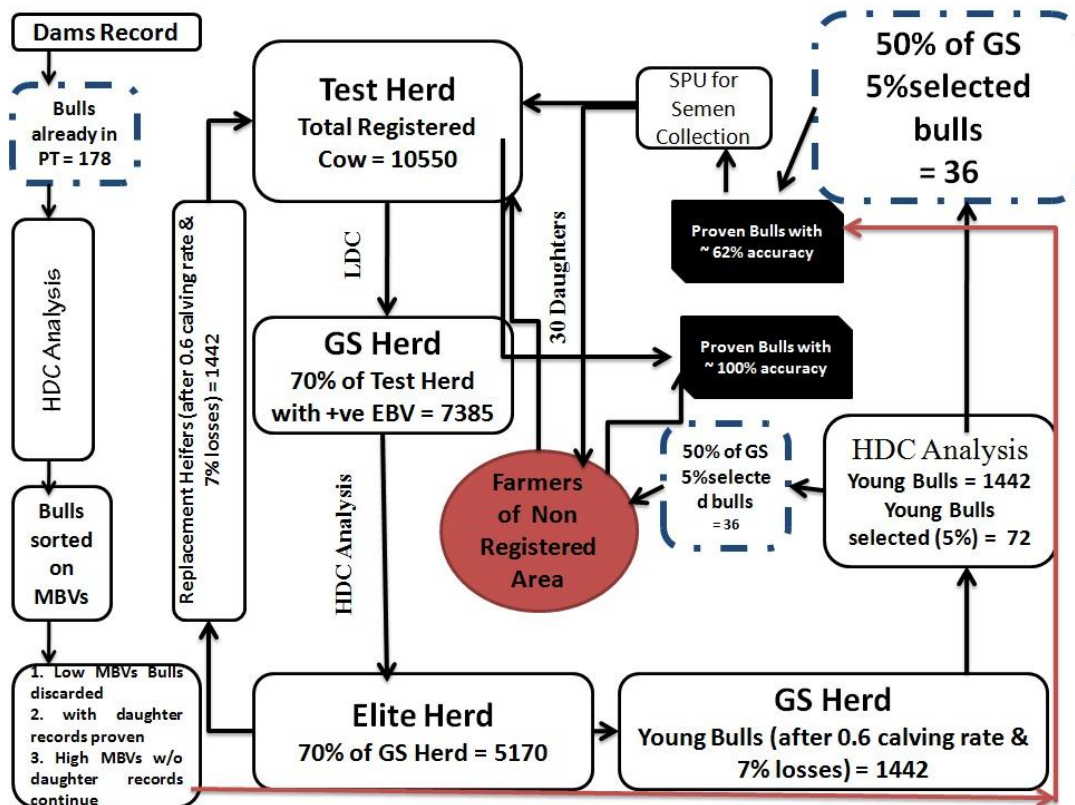 Dams Record
Bulls
already in
PT = 178
HDC Analysis
Bulls
sorted
on
MBVs
1. Low MBVs Bulls
discarded
2. with daughter
records proven
3. High MBVs w/o
daughter records
continue
Replacement Heifers (after 0.6 calving rate &
7% losses) = 1442
Test Herd
Total Registered
Cow = 10550
LDC
GS Herd
70% of Test Herd
with +ve EBV = 7385
HDC Analysis
Elite Herd
70% of GS Herd = 5170
30 Daughters
SPU for
Semen
Collection
50% of GS
5%selected
bulls
= 36
Proven Bulls with
~ 62% accuracy
Proven Bulls with
~ 100% accuracy
Farmers
of Non
Registered
Area
50% of GS
5%selecte
d bulls
= 36
HDC Analysis
Young Bulls = 1442
Young Bulls
selected (5%) = 72
GS Herd
Young Bulls (after 0.6 calving rate &
7% losses) = 1442